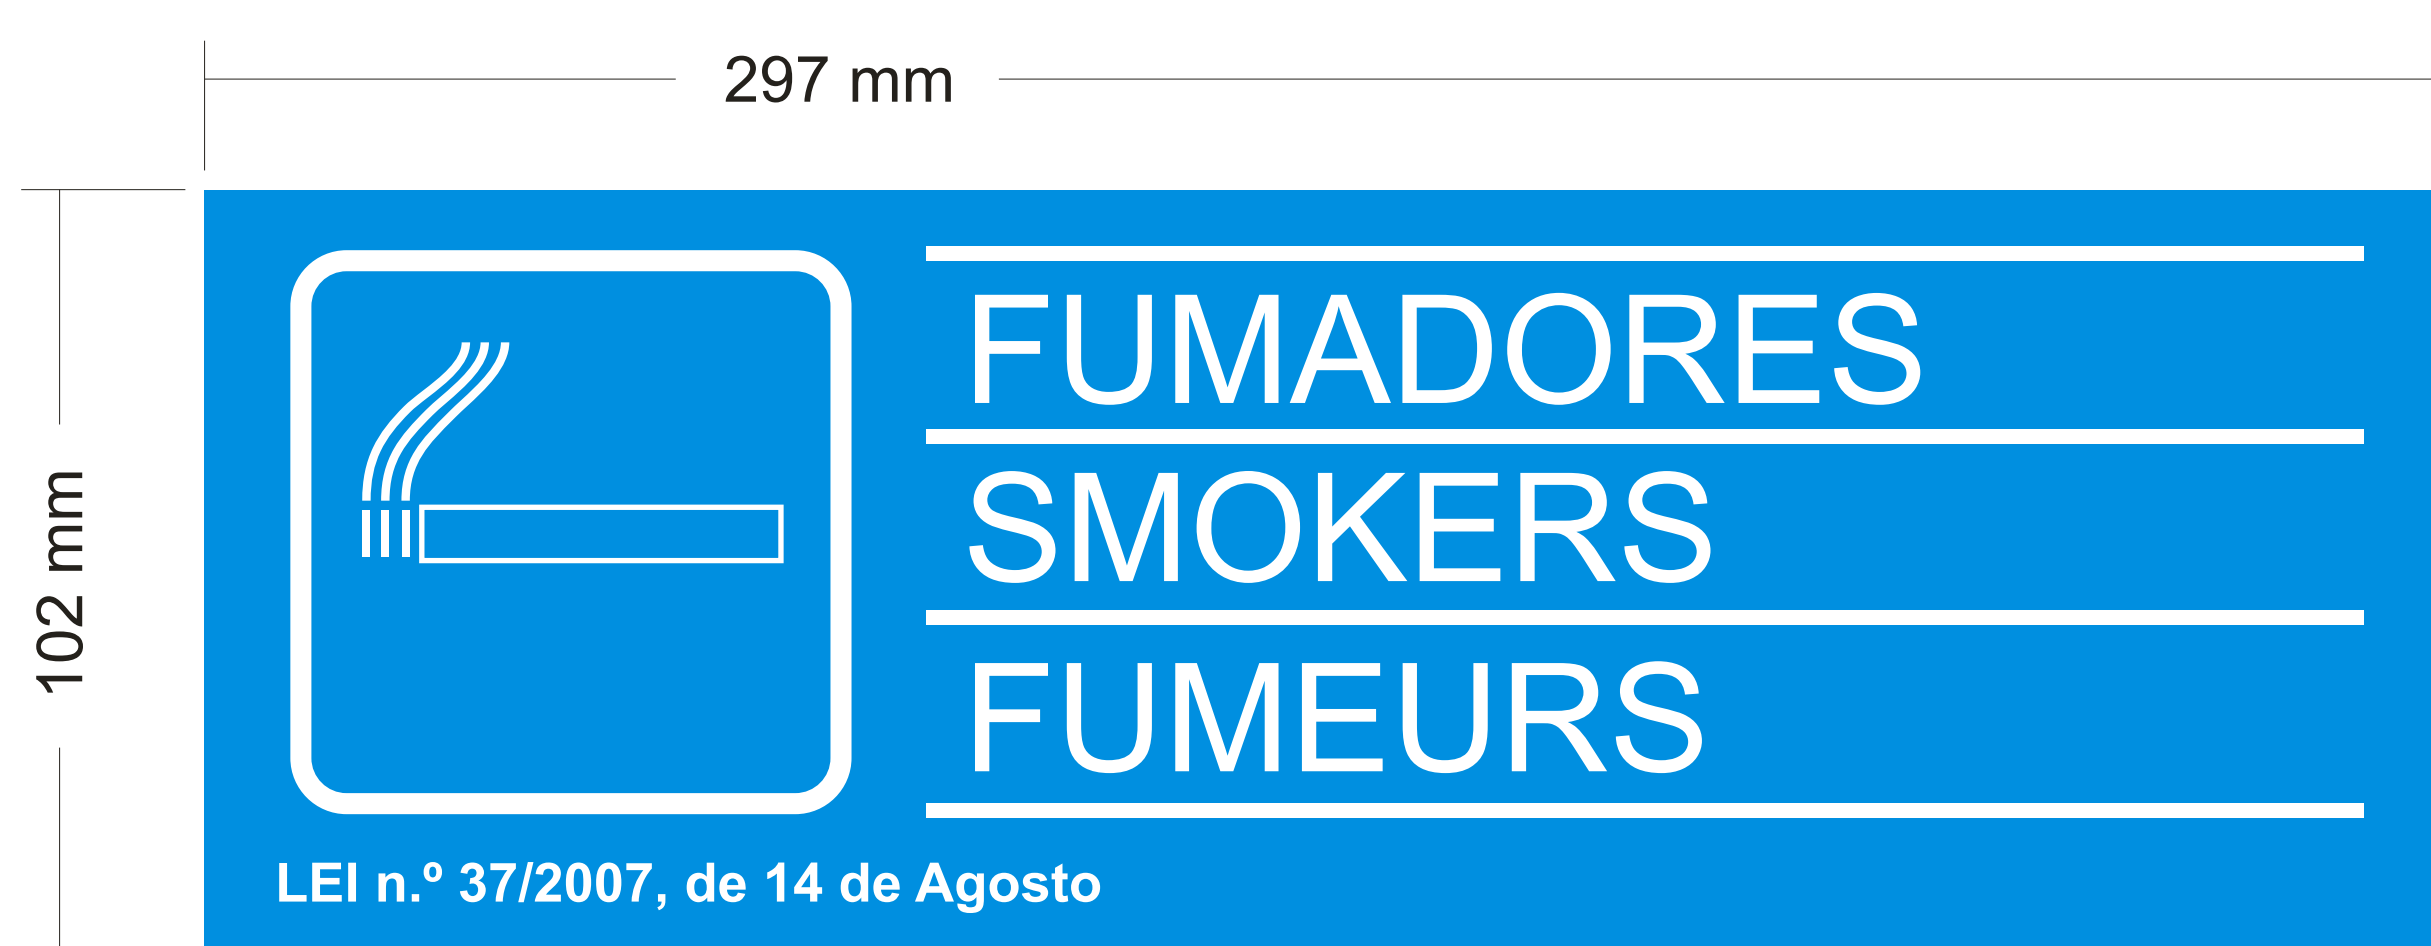 297 mm
102 mm
FUMADORES
SMOKERS
FUMEURS
LEI n.º 37/2007, de 14 de Agosto